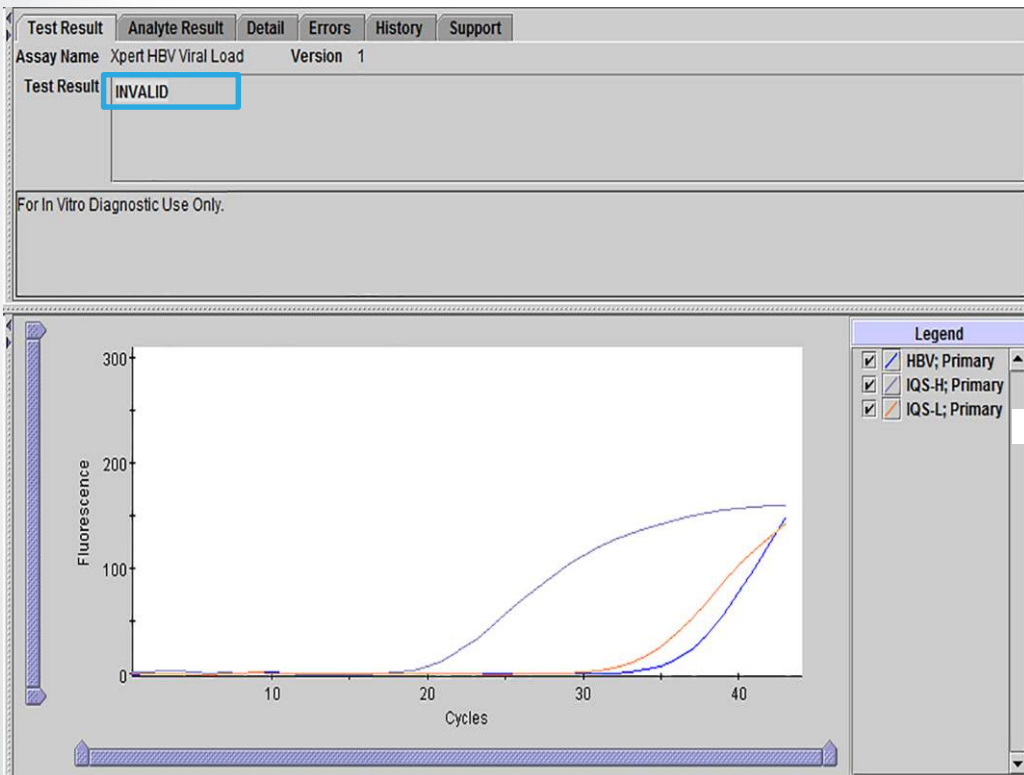 Test Result Analyte Result Detail Errors History Support
Assay Name Xpert HBV Viral Load Version 1
Test Result INVALID
For In Vitro Diagnostic Use Only.
Legend
HBV; Primary
IQS-H; Primary
IQS-L; Primary
300
200
100
0
Fluorescence
10 20 30 40
Cycles